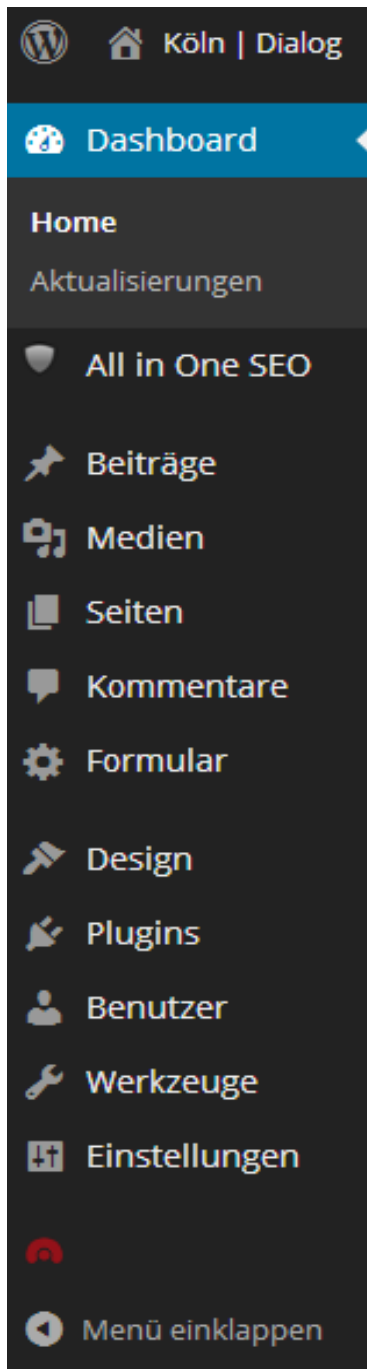 Köln | Dialog
Dashboard
Home
Aktualisierungen
All in One SEO
Beiträge
Medien
Seiten
Kommentare
Formular
Design
Plugins
Benutzer
Werkzeuge
Einstellungen
Menü einklappen